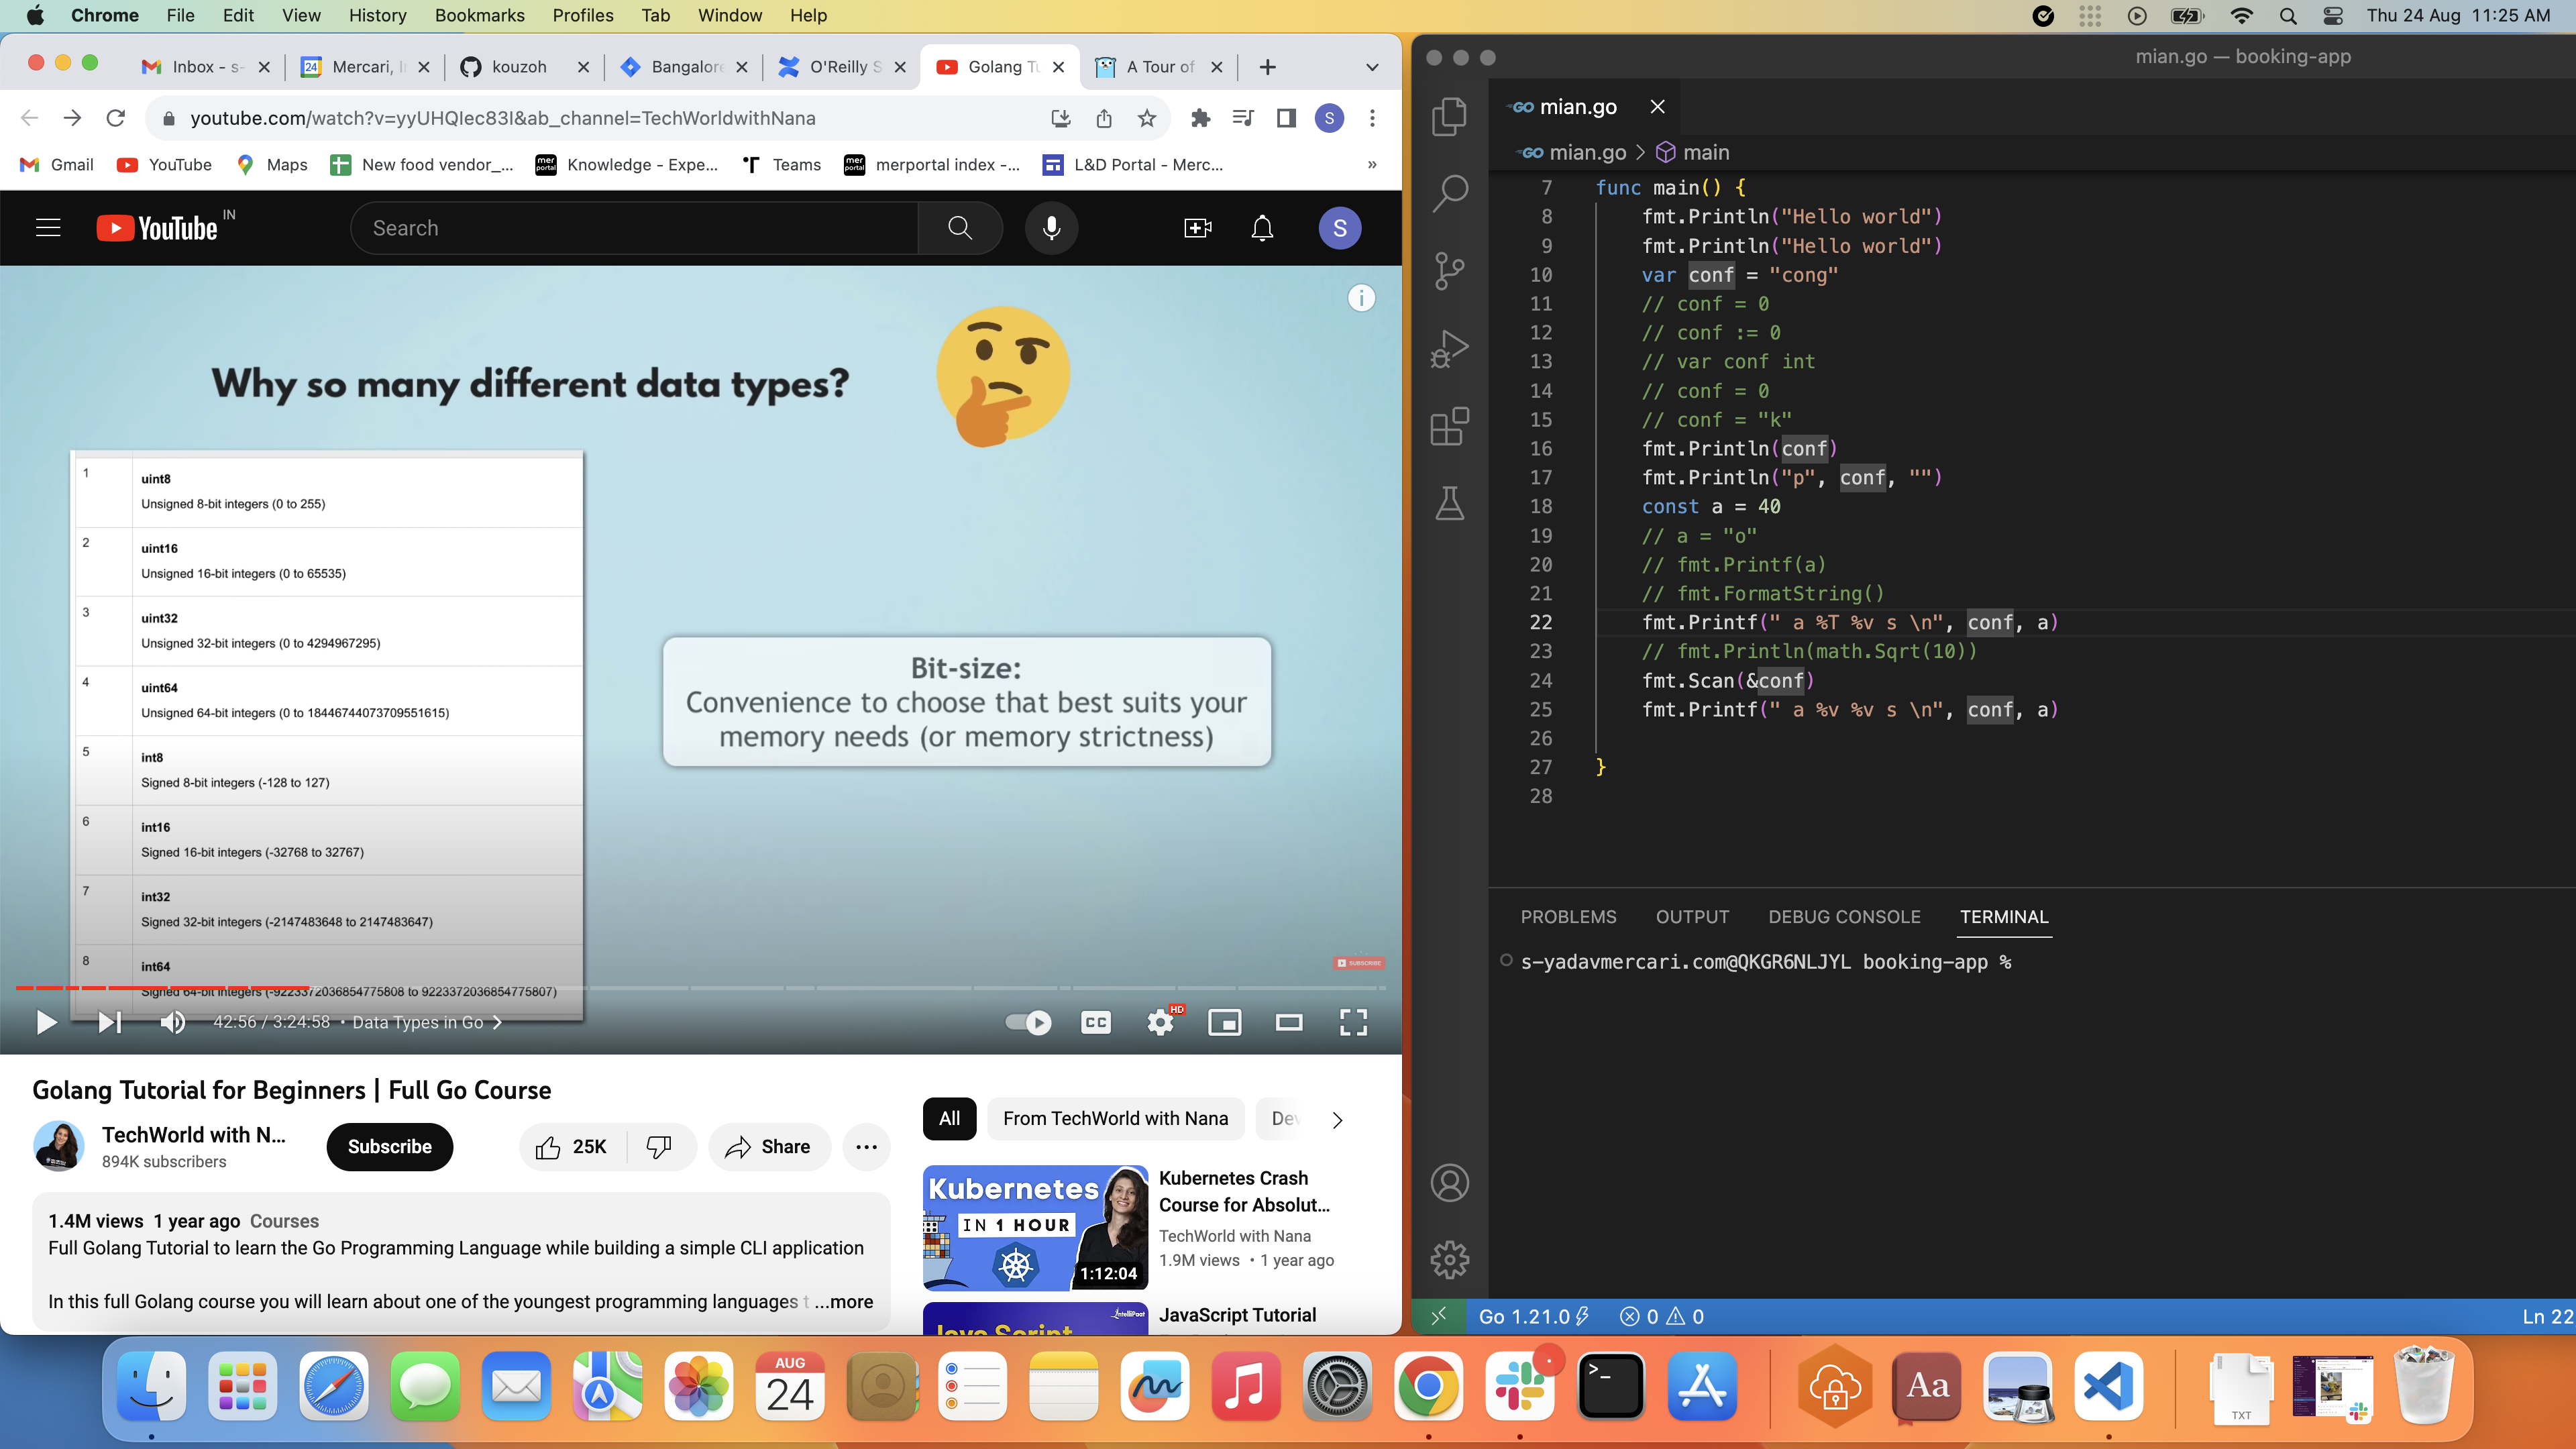 Chrome File Edit View History Bookmarks Profiles Tab Window Help
Thu 24 Aug 11:25 AM
Inbox - s-
24 Mercari, I
kouzoh
Bangalore
O'Reilly S
Golang Tu
A Tour of
youtube.com/watch?v=yyUHQIec83I&ab_channel=TechWorldwithNana
S
Gmail YouTube Maps New food vendor_... mer portal Knowledge - Expe... Teams mer portal merportal index -... L&D Portal - Merc... »
YouTube IN
Search
S
Why so many different data types?
1 uint8
Unsigned 8-bit integers (0 to 255)
2 uint16
Unsigned 16-bit integers (0 to 65535)
3 uint32
Unsigned 32-bit integers (0 to 4294967295)
4 uint64
Unsigned 64-bit integers (0 to 18446744073709551615)
5 int8
Signed 8-bit integers (-128 to 127)
6 int16
Signed 16-bit integers (-32768 to 32767)
7 int32
Signed 32-bit integers (-2147483648 to 2147483647)
8 int64
Signed 64-bit integers (-9223372036854775808 to 9223372036854775807)
Bit-size:
Convenience to choose that best suits your
memory needs (or memory strictness)
SUBSCRIBE
42:56 / 3:24:58 • Data Types in Go
CC
HD
Golang Tutorial for Beginners | Full Go Course
TechWorld with N...
894K subscribers
Subscribe
25K
Share
1.4M views 1 year ago Courses
Full Golang Tutorial to learn the Go Programming Language while building a simple CLI application
In this full Golang course you will learn about one of the youngest programming languages t ...more
All
From TechWorld with Nana
Dev
Kubernetes
IN 1 HOUR
1:12:04
Kubernetes Crash
Course for Absolut...
TechWorld with Nana
1.9M views • 1 year ago
IntelliPaat
Java Script
JavaScript Tutorial
mian.go — booking-app
GO mian.go
GO mian.go > main
7 func main() {
8 fmt.Println("Hello world")
9 fmt.Println("Hello world")
10 var conf = "cong"
11 // conf = 0
12 // conf := 0
13 // var conf int
14 // conf = 0
15 // conf = "k"
16 fmt.Println(conf)
17 fmt.Println("p", conf, "")
18 const a = 40
19 // a = "o"
20 // fmt.Printf(a)
21 // fmt.FormatString()
22 fmt.Printf(" a %T %v s \n", conf, a)
23 // fmt.Println(math.Sqrt(10))
24 fmt.Scan(&conf)
25 fmt.Printf(" a %v %v s \n", conf, a)
26
27 }
28
PROBLEMS OUTPUT DEBUG CONSOLE TERMINAL
s-yadavmercari.com@QKGR6NLJYL booking-app %
Go 1.21.0 0 0
Ln 22
AUG
24
>_
Aa
TXT